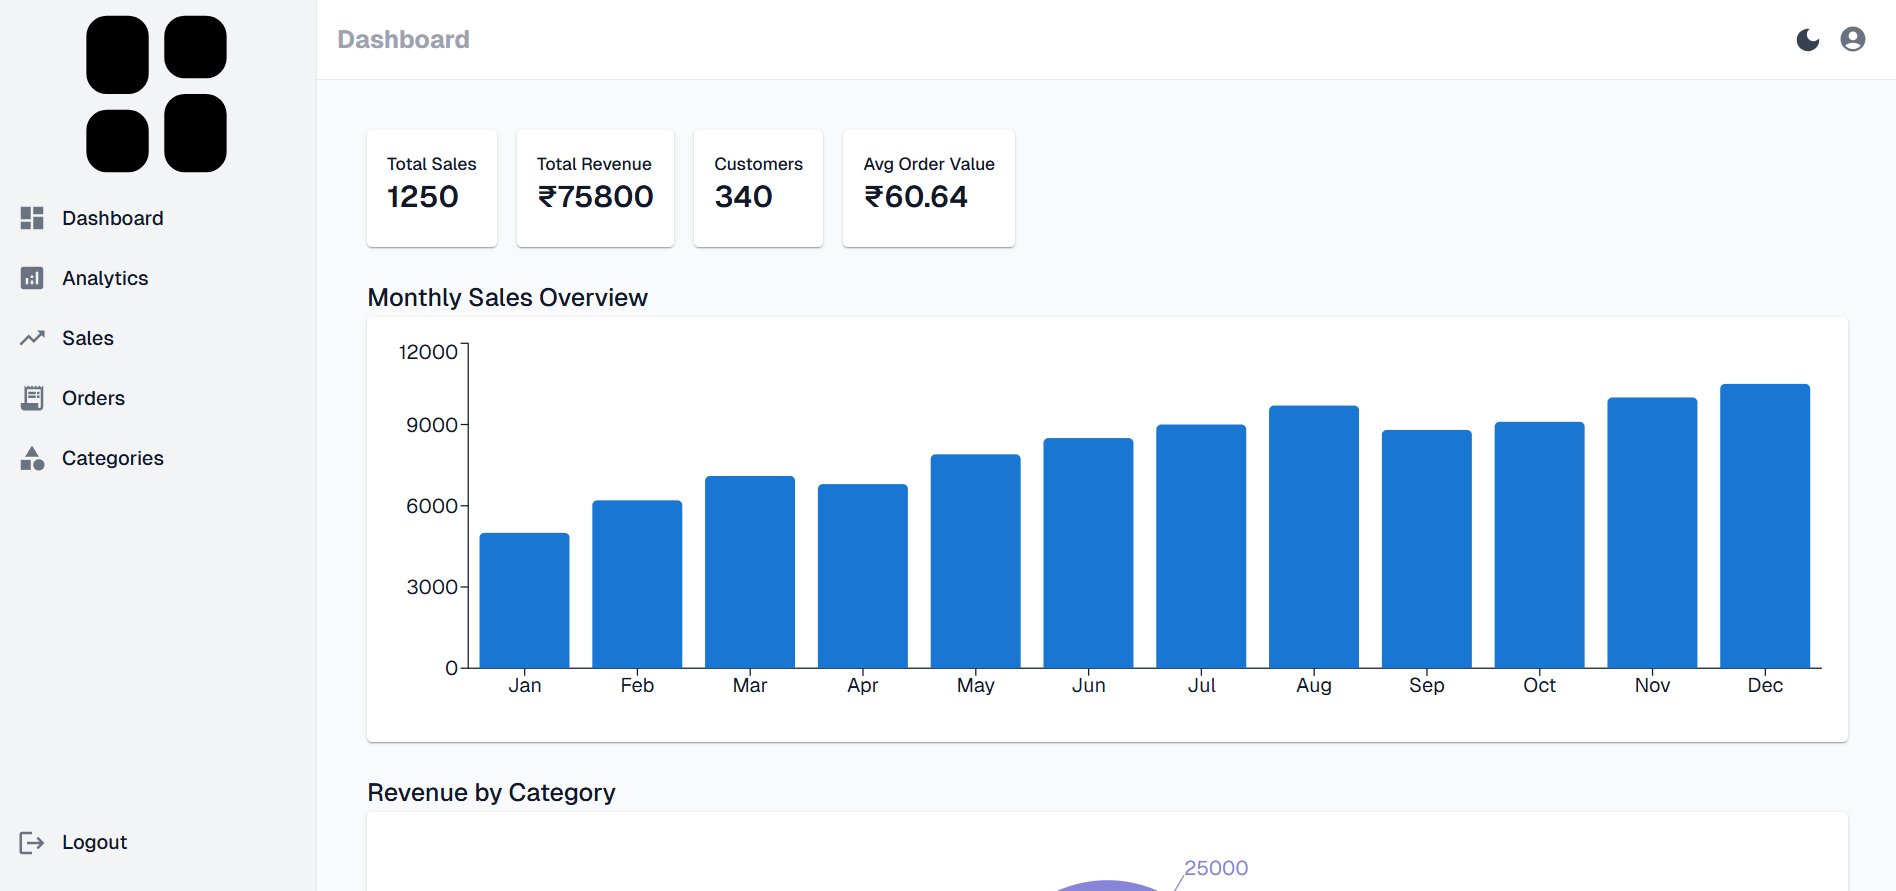 Dashboard
Dashboard
Analytics
Sales
Orders
Categories
Logout
Total Sales
1250
Total Revenue
₹75800
Customers
340
Avg Order Value
₹60.64
Monthly Sales Overview
12000
9000
6000
3000
0
Jan Feb Mar Apr May Jun Jul Aug Sep Oct Nov Dec
Revenue by Category
25000